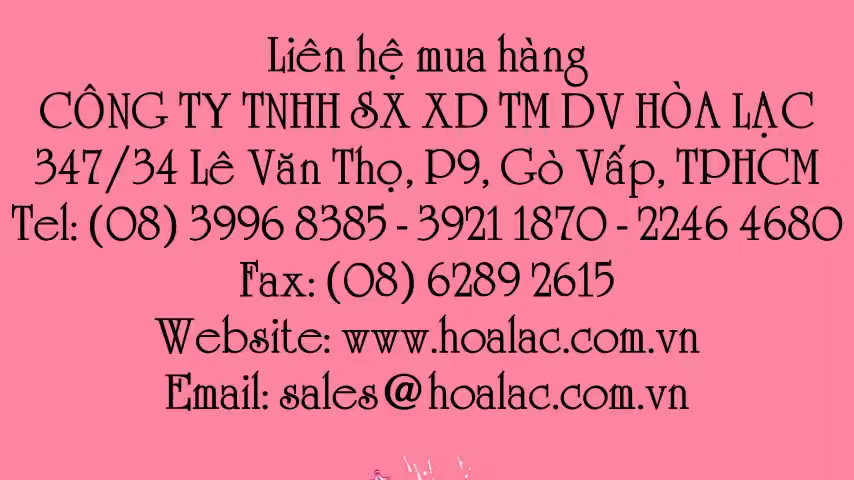 Liên hệ mua hàng
CÔNG TY TNHH SX XD TM DV HÒA LẠC
347/34 Lê Văn Thọ, P9, Gò Vấp, TPHCM
Tel: (08) 3996 8385 - 3921 1870 - 2246 4680
Fax: (08) 6289 2615
Website: www.hoalac.com.vn
Email: sales@hoalac.com.vn